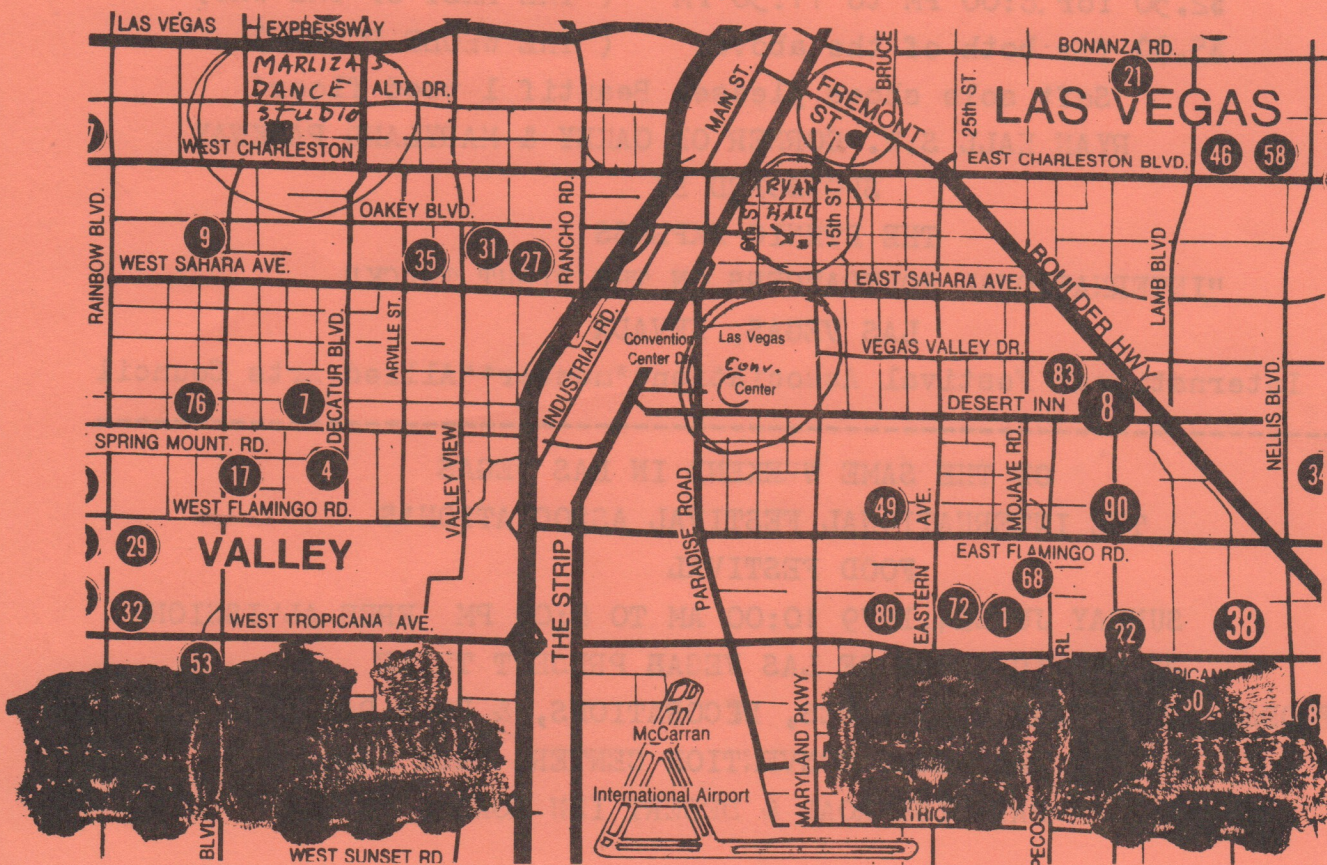 LAS VEGAS EXPRESSWAY
MARLIZA'S
DANCE
Studio
ALTA DR.
WEST CHARLESTON
OAKEY BLVD.
WEST SAHARA AVE.
RAINBOW BLVD.
9
35
31
27
RANCHO RD.
MAIN ST.
FREMONT
ST.
BRUCE
25th ST.
BONANZA RD.
21
LAS VEGAS
EAST CHARLESTON BLVD.
46
58
RYAN
HALL
15th ST.
EAST SAHARA AVE.
BOULDER HWY.
LAMB BLVD
NELLIS BLVD.
DECATUR BLVD.
ARVILLE ST.
INDUSTRIAL RD.
Convention
Center Dr.
Las Vegas
Conv.
Center
VEGAS VALLEY DR.
83
DESERT INN
8
76
7
SPRING MOUNT. RD.
17
4
WEST FLAMINGO RD.
VALLEY VIEW
PARADISE ROAD
49
AVE.
EASTERN
MOJAVE RD.
90
34
EAST FLAMINGO RD.
29
VALLEY
32
WEST TROPICANA AVE.
THE STRIP
68
80
72
1
22
38
53
RL
McCarran
International Airport
MARYLAND PKWY.
BLVD
WEST SUNSET RD
PECOS